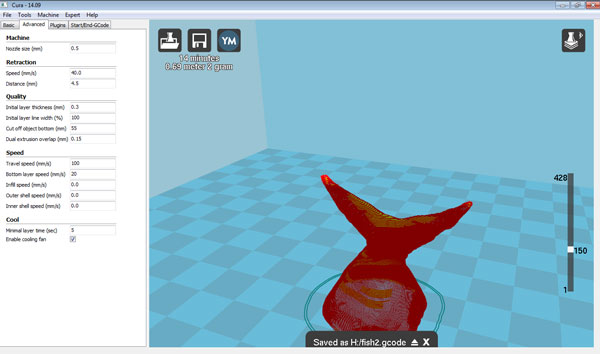 Cura - 14.09
File Tools Machine Expert Help
Basic Advanced Plugins Start/End-GCode
Machine
Nozzle size (mm) 0.5
Retraction
Speed (mm/s) 40.0
Distance (mm) 4.5
Quality
Initial layer thickness (mm) 0.3
Initial layer line width (%) 100
Cut off object bottom (mm) 55
Dual extrusion overlap (mm) 0.15
Speed
Travel speed (mm/s) 100
Bottom layer speed (mm/s) 20
Infill speed (mm/s) 0.0
Outer shell speed (mm/s) 0.0
Inner shell speed (mm/s) 0.0
Cool
Minimal layer time (sec) 5
Enable cooling fan
YM
14 minutes
0.69 meter 2 gram
428
150
1
Saved as H:/fish2.gcode X